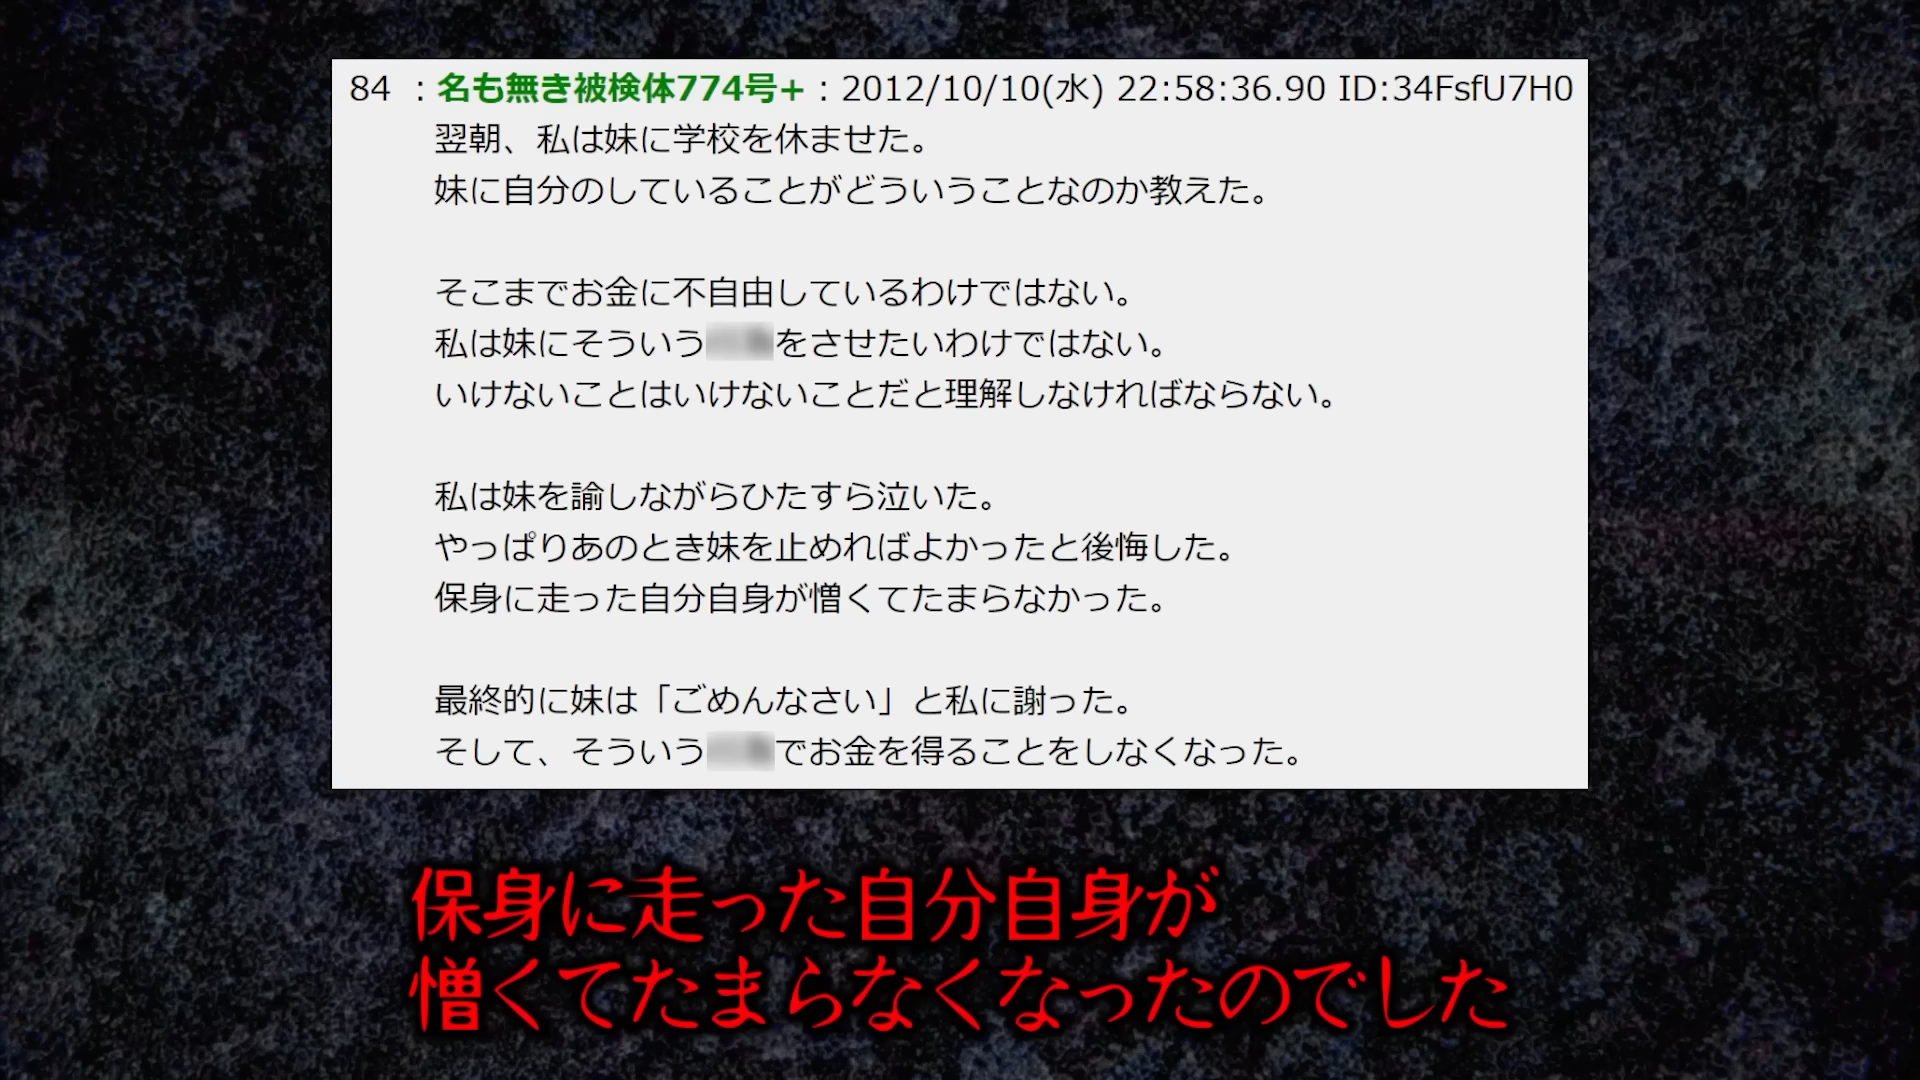 84 ：名も無き被検体774号+：2012/10/10(水) 22:58:36.90 ID:34FsfU7H0
翌朝、私は妹に学校を休ませた。
妹に自分のしていることがどういうことなのか教えた。
そこまでお金に不自由しているわけではない。
私は妹にそういう をさせたいわけではない。
いけないことはいけないことだと理解しなければならない。
私は妹を諭しながらひたすら泣いた。
やっぱりあのとき妹を止めればよかったと後悔した。
保身に走った自分自身が憎くてたまらなかった。
最終的に妹は「ごめんなさい」と私に謝った。
そして、そういう でお金を得ることをしなくなった。
保身に走った自分自身が
憎くてたまらなくなったのでした